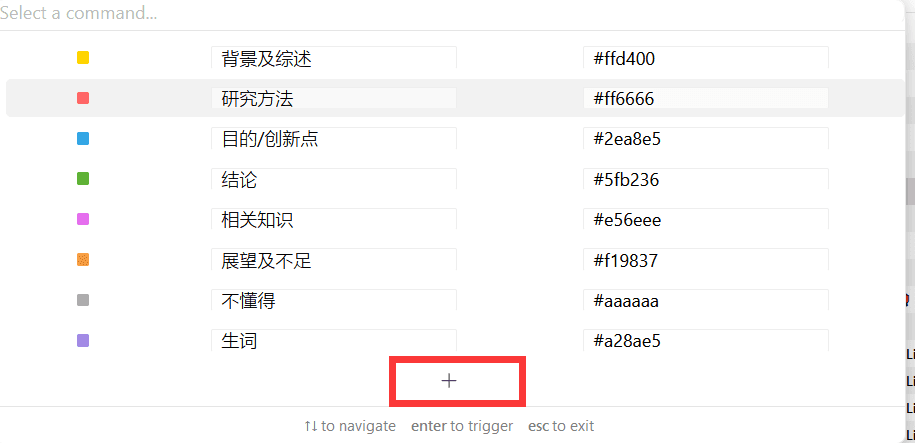 Select a command...
背景及综述 #ffd400
研究方法 #ff6666
目的/创新点 #2ea8e5
结论 #5fb236
相关知识 #e56eee
展望及不足 #f19837
不懂得 #aaaaaa
生词 #a28ae5
+
↑↓ to navigate enter to trigger esc to exit
Li
Li
Li
Li